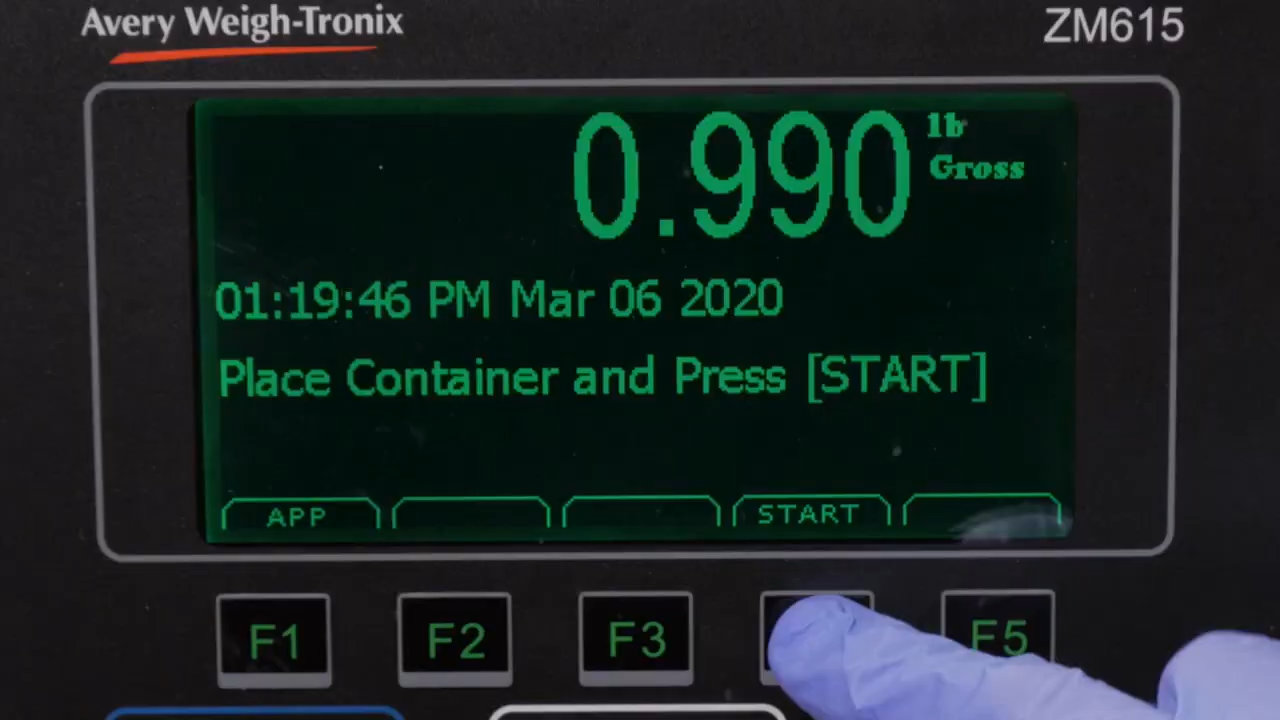 Avery Weigh-Tronix
ZM615
0.990 lb Gross
01:19:46 PM Mar 06 2020
Place Container and Press [START]
APP START
F1 F2 F3 F5